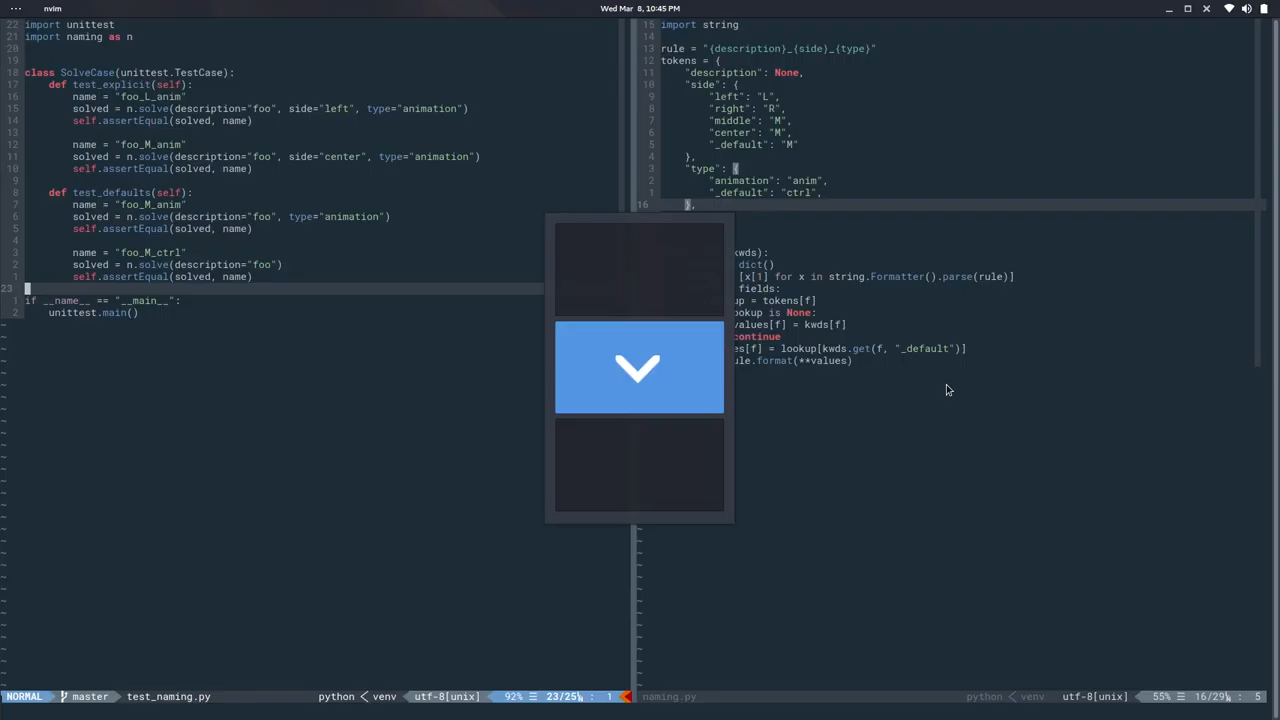 nvim
Wed Mar 8, 10:45 PM
22 import unittest
21 import naming as n
20
19
18 class SolveCase(unittest.TestCase):
17     def test_explicit(self):
16         name = "foo_L_anim"
15         solved = n.solve(description="foo", side="left", type="animation")
14         self.assertEqual(solved, name)
13
12         name = "foo_M_anim"
11         solved = n.solve(description="foo", side="center", type="animation")
10         self.assertEqual(solved, name)
9
8     def test_defaults(self):
7         name = "foo_M_anim"
6         solved = n.solve(description="foo", type="animation")
5         self.assertEqual(solved, name)
4
3         name = "foo_M_ctrl"
2         solved = n.solve(description="foo")
1         self.assertEqual(solved, name)
23
1 if __name__ == "__main__":
2     unittest.main()
15 import string
14
13 rule = "{description}_{side}_{type}"
12 tokens = {
11     "description": None,
10     "side": {
9         "left": "L",
8         "right": "R",
7         "middle": "M",
6         "center": "M",
5         "_default": "M"
4     },
3     "type": {
2         "animation": "anim",
1         "_default": "ctrl",
16     },
kwds):
dict()
[x[1] for x in string.Formatter().parse(rule)]
fields:
up = tokens[f]
ookup is None:
values[f] = kwds[f]
continue
es[f] = lookup[kwds.get(f, "_default")]
ule.format(**values)
NORMAL master test_naming.py python < venv utf-8[unix] 92% 23/25 : 1
naming.py python < venv utf-8[unix] 55% 16/29 : 5